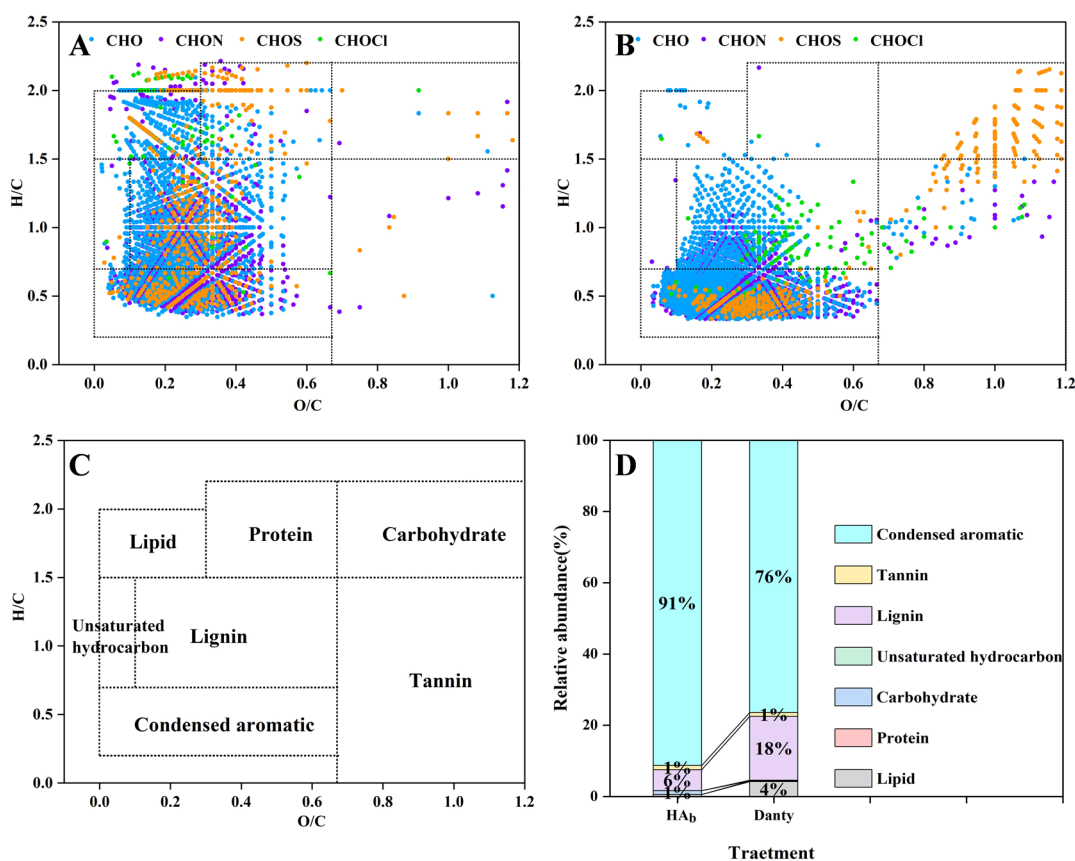 A
CHO CHON CHOS CHOCl
2.5
2.0
1.5
1.0
0.5
0.0
H/C
0.0 0.2 0.4 0.6 0.8 1.0 1.2
O/C
B
CHO CHON CHOS CHOCl
2.5
2.0
1.5
1.0
0.5
0.0
H/C
0.0 0.2 0.4 0.6 0.8 1.0 1.2
O/C
C
2.5
2.0
1.5
1.0
0.5
0.0
H/C
Lipid
Protein
Carbohydrate
Unsaturated
hydrocarbon
Lignin
Tannin
Condensed aromatic
0.0 0.2 0.4 0.6 0.8 1.0 1.2
O/C
D
100
80
60
40
20
0
Relative abundance(%)
91%
1%
6%
1%
76%
1%
18%
4%
Condensed aromatic
Tannin
Lignin
Unsaturated hydrocarbon
Carbohydrate
Protein
Lipid
HAb Danty
Traetment